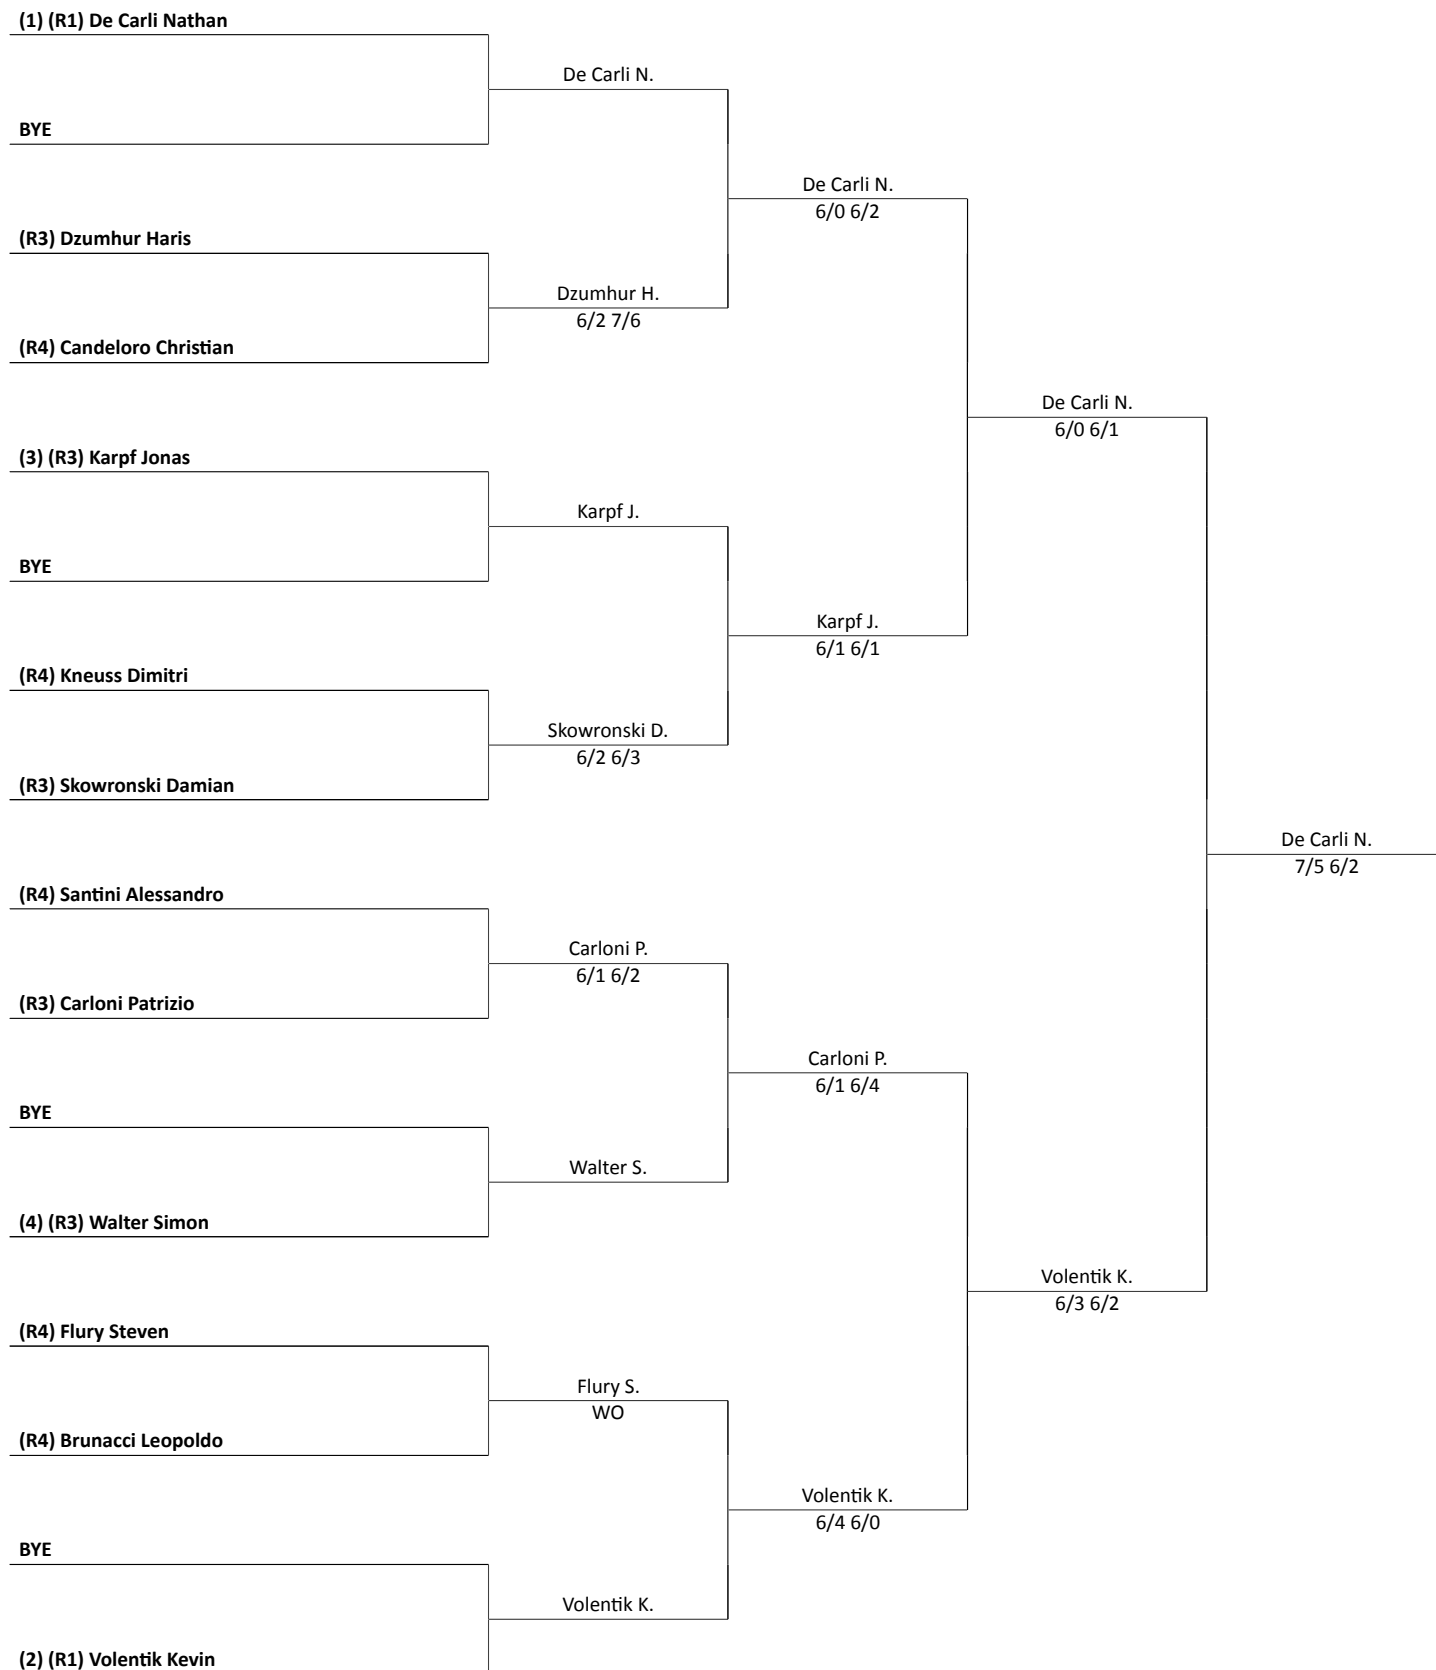 (1) (R1) De Carli Nathan
De Carli N.
BYE
De Carli N.
6/0 6/2
(R3) Dzumhur Haris
Dzumhur H.
6/2 7/6
(R4) Candeloro Christian
De Carli N.
6/0 6/1
(3) (R3) Karpf Jonas
Karpf J.
BYE
Karpf J.
6/1 6/1
(R4) Kneuss Dimitri
Skowronski D.
6/2 6/3
(R3) Skowronski Damian
De Carli N.
7/5 6/2
(R4) Santini Alessandro
Carloni P.
6/1 6/2
(R3) Carloni Patrizio
Carloni P.
6/1 6/4
BYE
Walter S.
(4) (R3) Walter Simon
Volentik K.
6/3 6/2
(R4) Flury Steven
Flury S.
WO
(R4) Brunacci Leopoldo
Volentik K.
6/4 6/0
BYE
Volentik K.
(2) (R1) Volentik Kevin